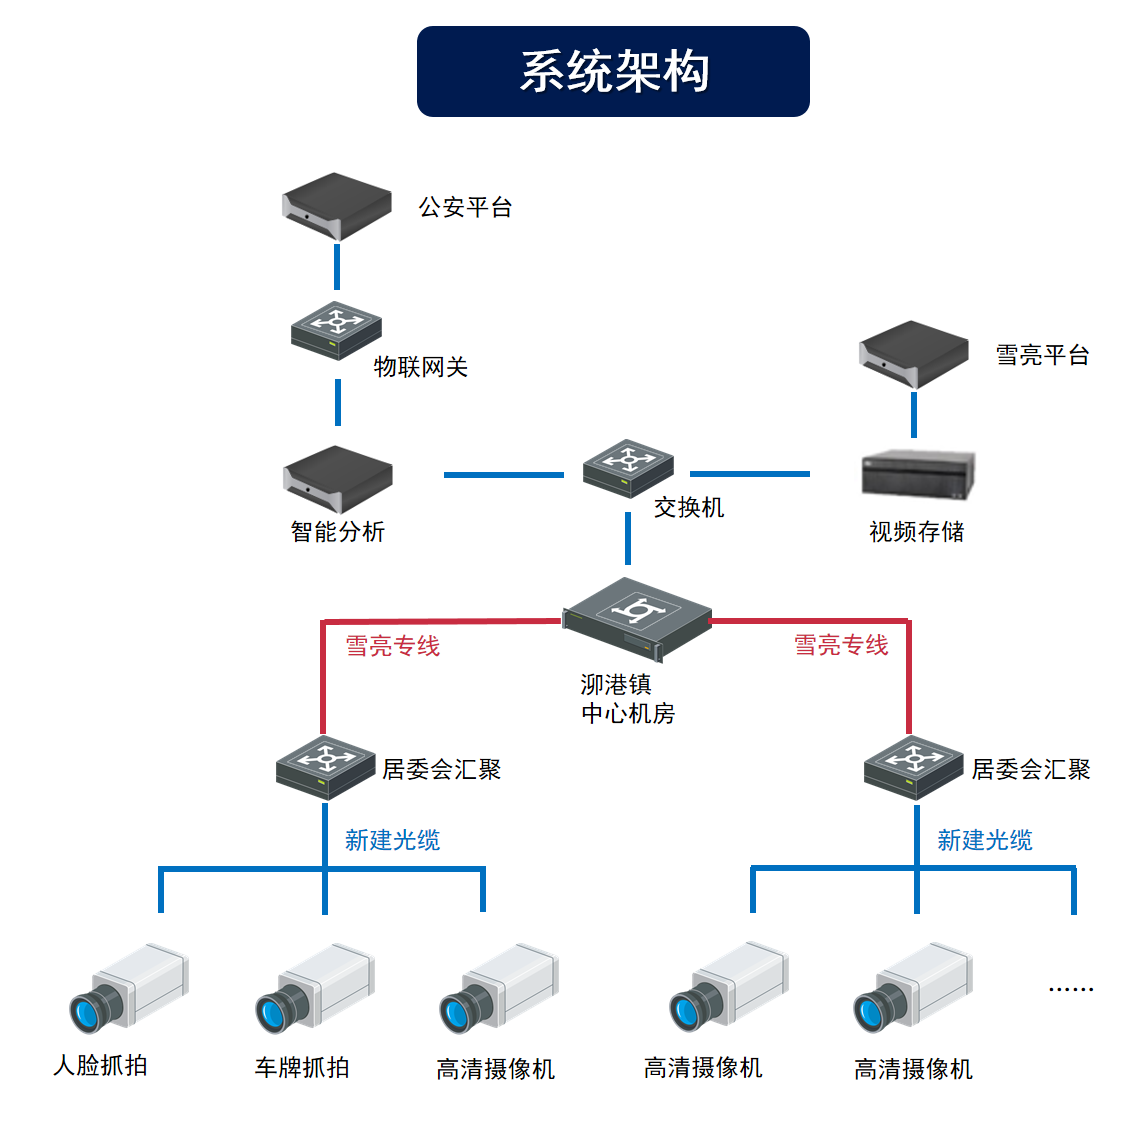 系统架构
公安平台
物联网关
雪亮平台
智能分析
交换机
视频存储
雪亮专线
雪亮专线
泖港镇
中心机房
居委会汇聚
居委会汇聚
新建光缆
新建光缆
人脸抓拍
车牌抓拍
高清摄像机
高清摄像机
高清摄像机
......